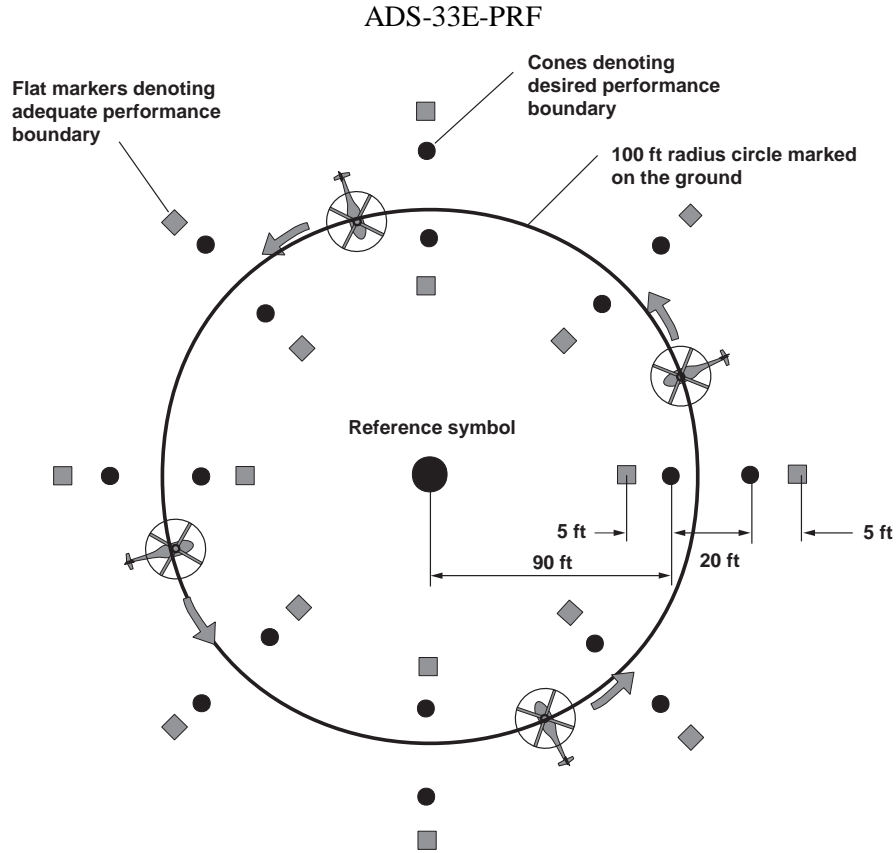 ADS-33E-PRF
Flat markers denoting
adequate performance
boundary
Cones denoting
desired performance
boundary
100 ft radius circle marked
on the ground
Reference symbol
5 ft
90 ft
20 ft
5 ft